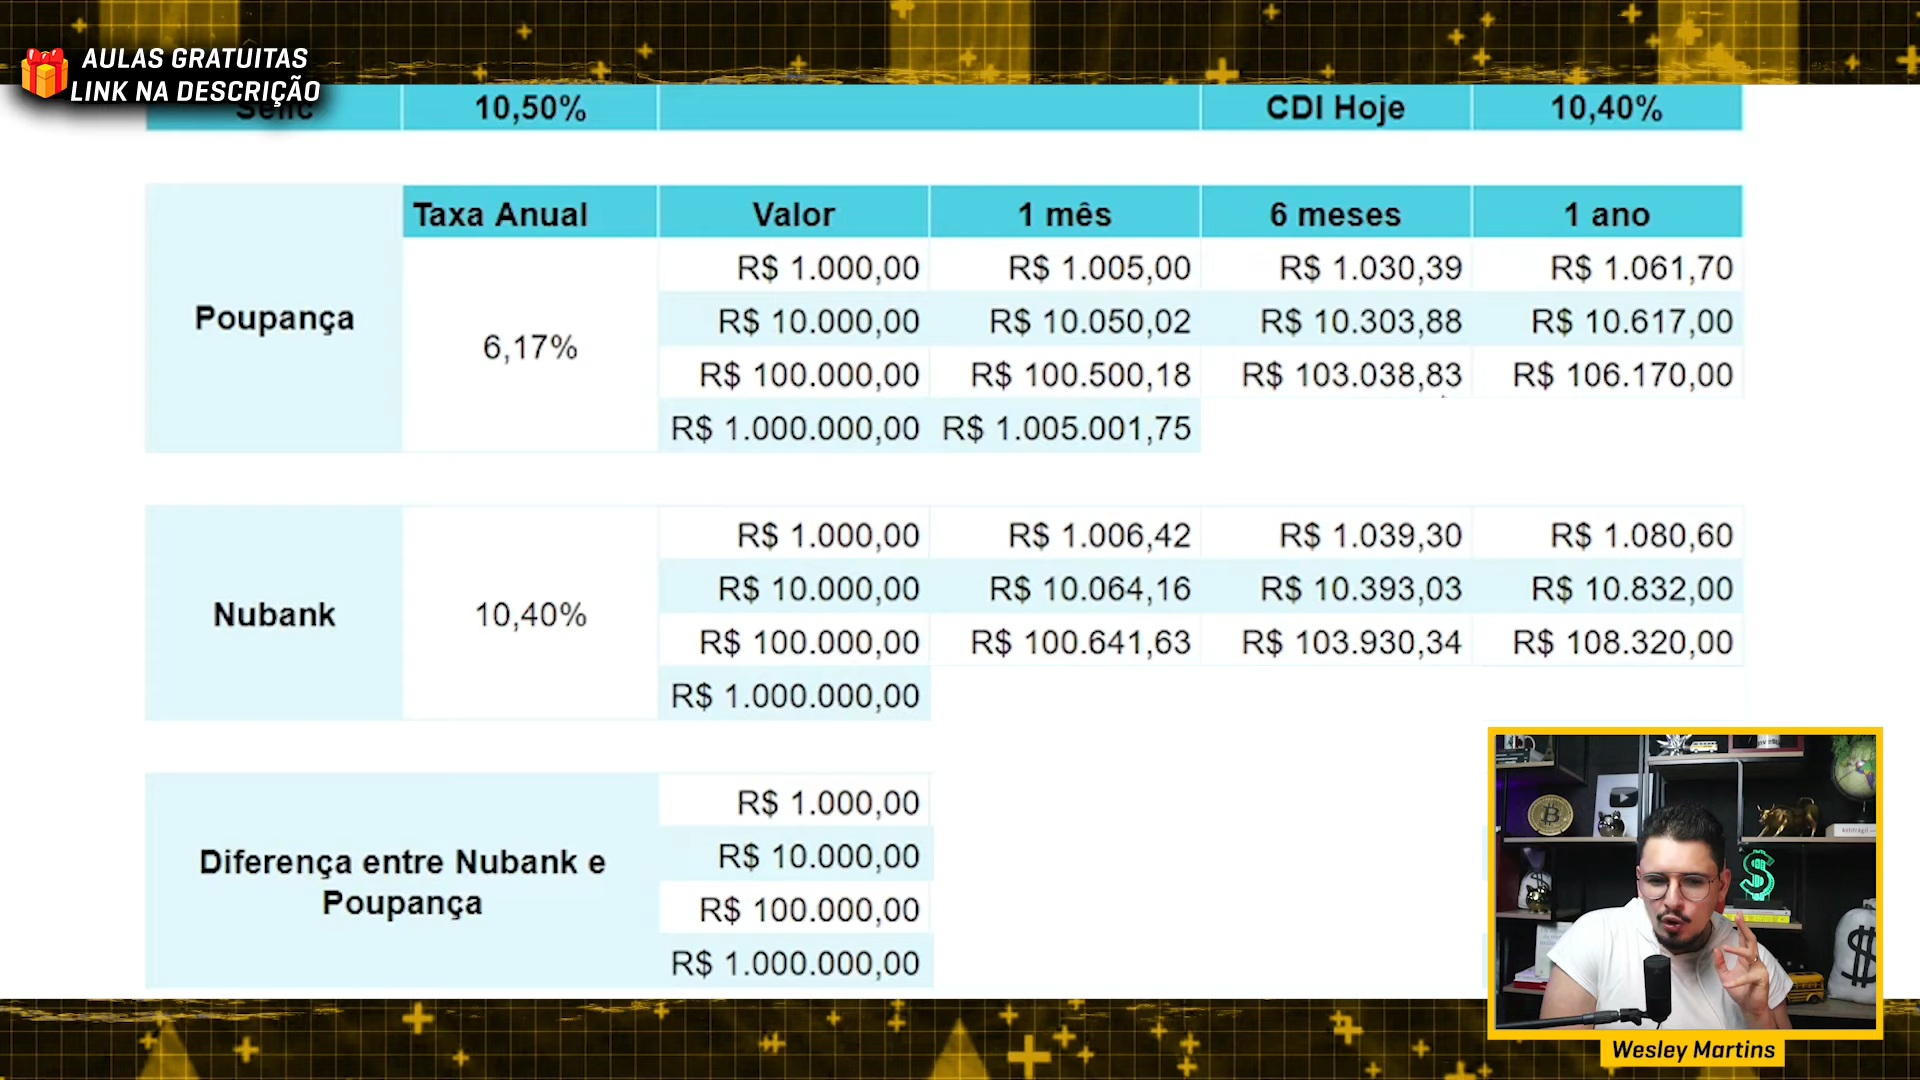 AULAS GRATUITAS
LINK NA DESCRIÇÃO
Selic 10,50% CDI Hoje 10,40%
Taxa Anual Valor 1 mês 6 meses 1 ano
Poupança 6,17%
R$ 1.000,00 R$ 1.005,00 R$ 1.030,39 R$ 1.061,70
R$ 10.000,00 R$ 10.050,02 R$ 10.303,88 R$ 10.617,00
R$ 100.000,00 R$ 100.500,18 R$ 103.038,83 R$ 106.170,00
R$ 1.000.000,00 R$ 1.005.001,75
Nubank 10,40%
R$ 1.000,00 R$ 1.006,42 R$ 1.039,30 R$ 1.080,60
R$ 10.000,00 R$ 10.064,16 R$ 10.393,03 R$ 10.832,00
R$ 100.000,00 R$ 100.641,63 R$ 103.930,34 R$ 108.320,00
R$ 1.000.000,00
Diferença entre Nubank e
Poupança
R$ 1.000,00
R$ 10.000,00
R$ 100.000,00
R$ 1.000.000,00
Wesley Martins